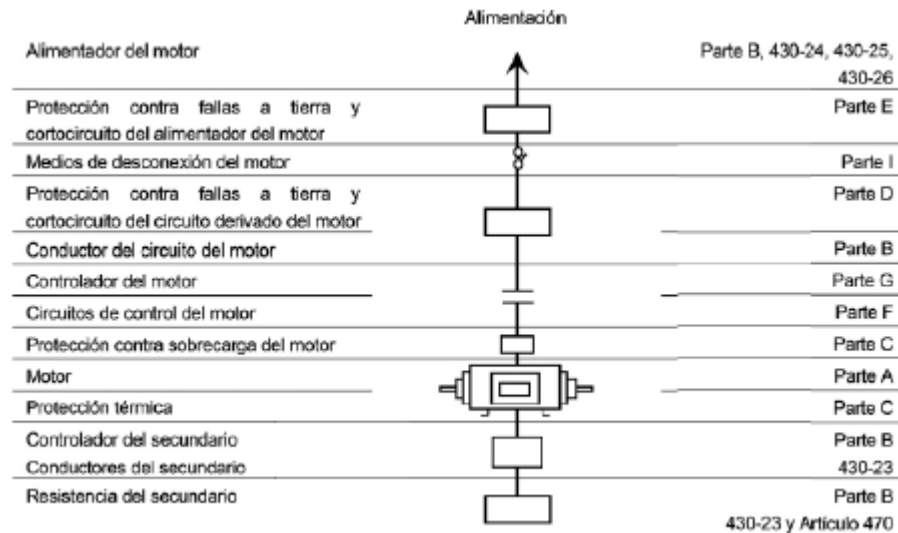 Alimentación
Alimentador del motor Parte B, 430-24, 430-25,
430-26
Protección contra fallas a tierra y Parte E
cortocircuito del alimentador del motor
Medios de desconexión del motor Parte I
Protección contra fallas a tierra y Parte D
cortocircuito del circuito derivado del motor
Conductor del circuito del motor Parte B
Controlador del motor Parte G
Circuitos de control del motor Parte F
Protección contra sobrecarga del motor Parte C
Motor Parte A
Protección térmica Parte C
Controlador del secundario Parte B
Conductores del secundario 430-23
Resistencia del secundario Parte B
430-23 y Artículo 470